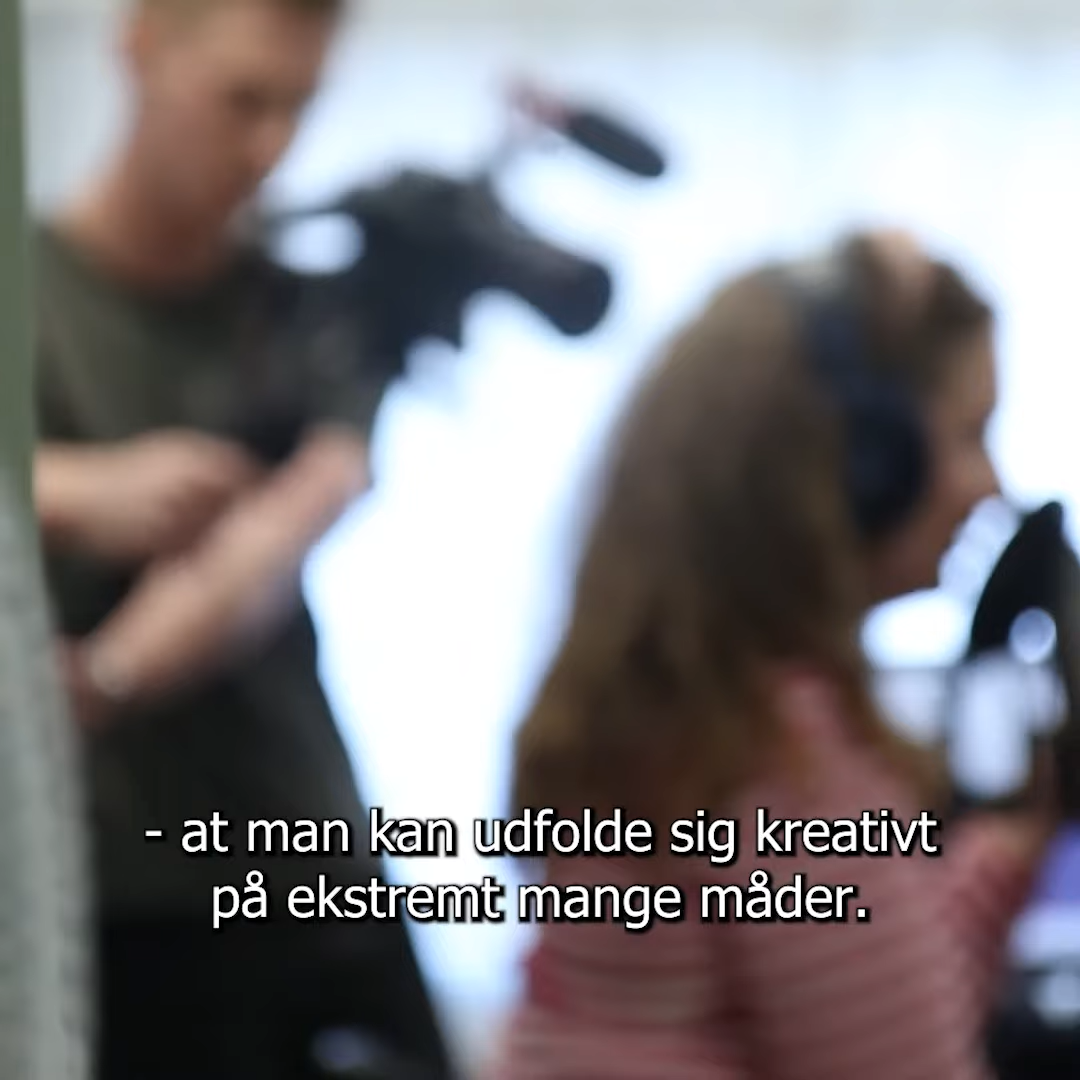 - at man kan udfolde sig kreativt
på ekstremt mange måder.